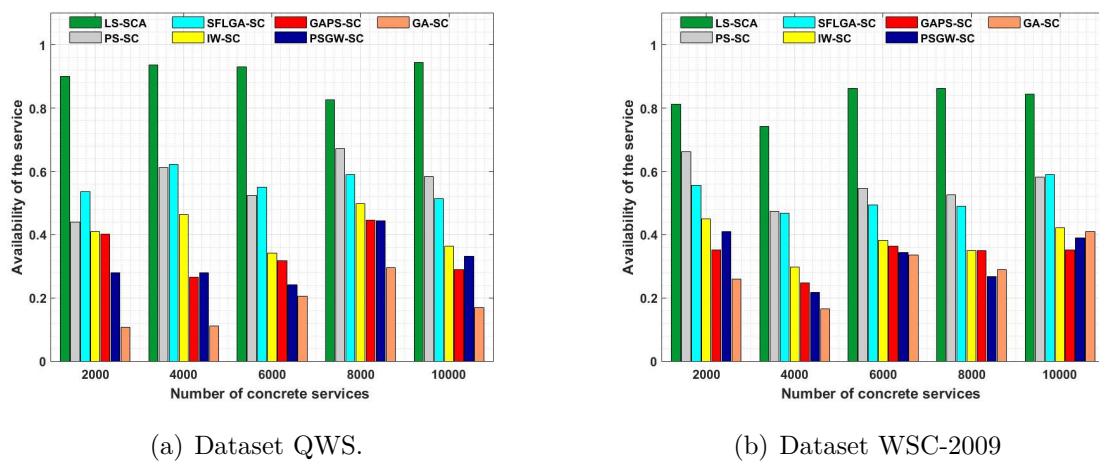 LS-SCA SFLGA-SC GAPS-SC GA-SC
PS-SC IW-SC PSGW-SC
1
0.8
0.6
0.4
0.2
0
Availability of the service
2000 4000 6000 8000 10000
Number of concrete services
(a) Dataset QWS.
LS-SCA SFLGA-SC GAPS-SC GA-SC
PS-SC IW-SC PSGW-SC
1
0.8
0.6
0.4
0.2
0
Availability of the service
2000 4000 6000 8000 10000
Number of concrete services
(b) Dataset WSC-2009